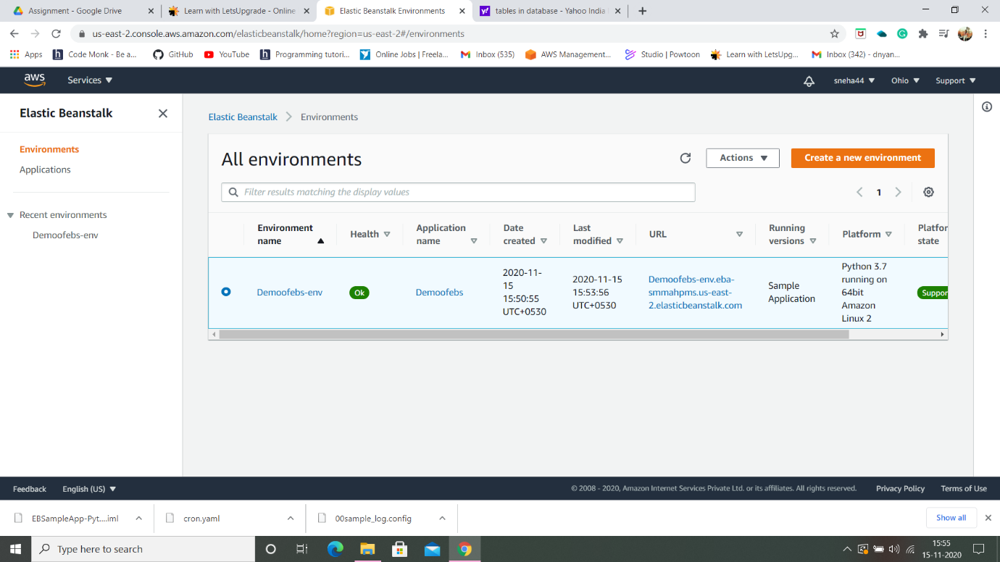 Assignment - Google Drive
Learn with LetsUpgrade - Online
Elastic Beanstalk Environments
tables in database - Yahoo India
us-east-2.console.aws.amazon.com/elasticbeanstalk/home?region=us-east-2#/environments
Apps
Code Monk - Be a...
GitHub
YouTube
Programming tutori...
Online Jobs | Freela...
Inbox (535)
AWS Management...
Studio | Powtoon
Learn with LetsUpg...
Inbox (342) - dnyan...
aws
Services
sneha44
Ohio
Support
Elastic Beanstalk
Environments
Applications
Recent environments
Demoofebs-env
Elastic Beanstalk
Environments
All environments
Actions
Create a new environment
Filter results matching the display values
1
Environment
name
Health
Application
name
Date
created
Last
modified
URL
Running
versions
Platform
Platfor
state
Demoofebs-env
Ok
Demoofebs
2020-11-
15
15:50:55
UTC+0530
2020-11-15
15:53:56
UTC+0530
Demoofebs-env.eba-
smmahpms.us-east-
2.elasticbeanstalk.com
Sample
Application
Python 3.7
running on
64bit
Amazon
Linux 2
Suppor
Feedback
English (US)
© 2008 - 2020, Amazon Internet Services Private Ltd. or its affiliates. All rights reserved.
Privacy Policy
Terms of Use
EBSampleApp-Pyt....iml
cron.yaml
00sample_log.config
Show all
Type here to search
15:55
15-11-2020